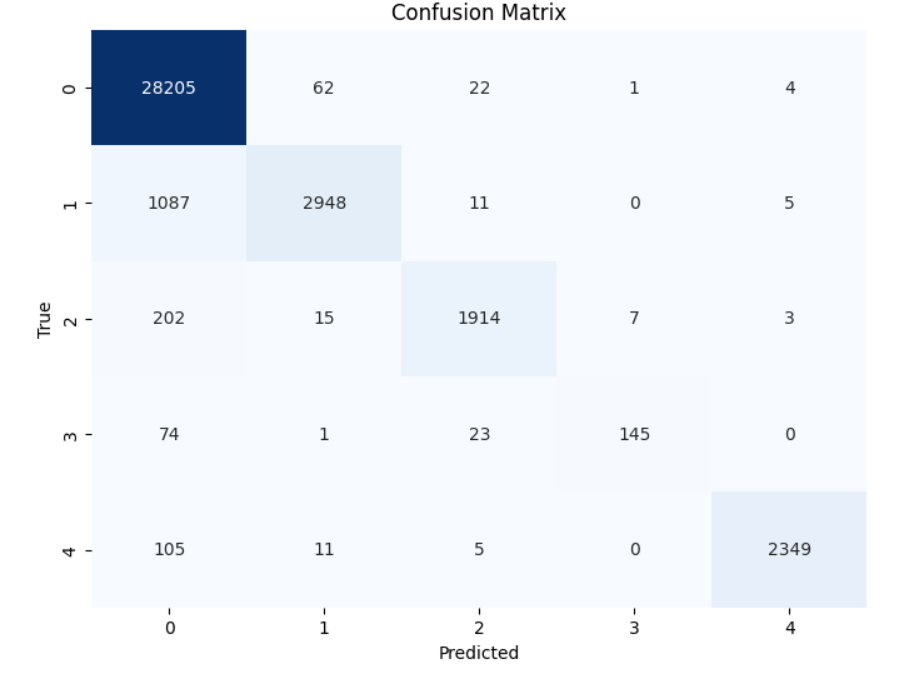 Confusion Matrix
0 28205 62 22 1 4
1 1087 2948 11 0 5
2 202 15 1914 7 3
3 74 1 23 145 0
4 105 11 5 0 2349
0 1 2 3 4
True
Predicted